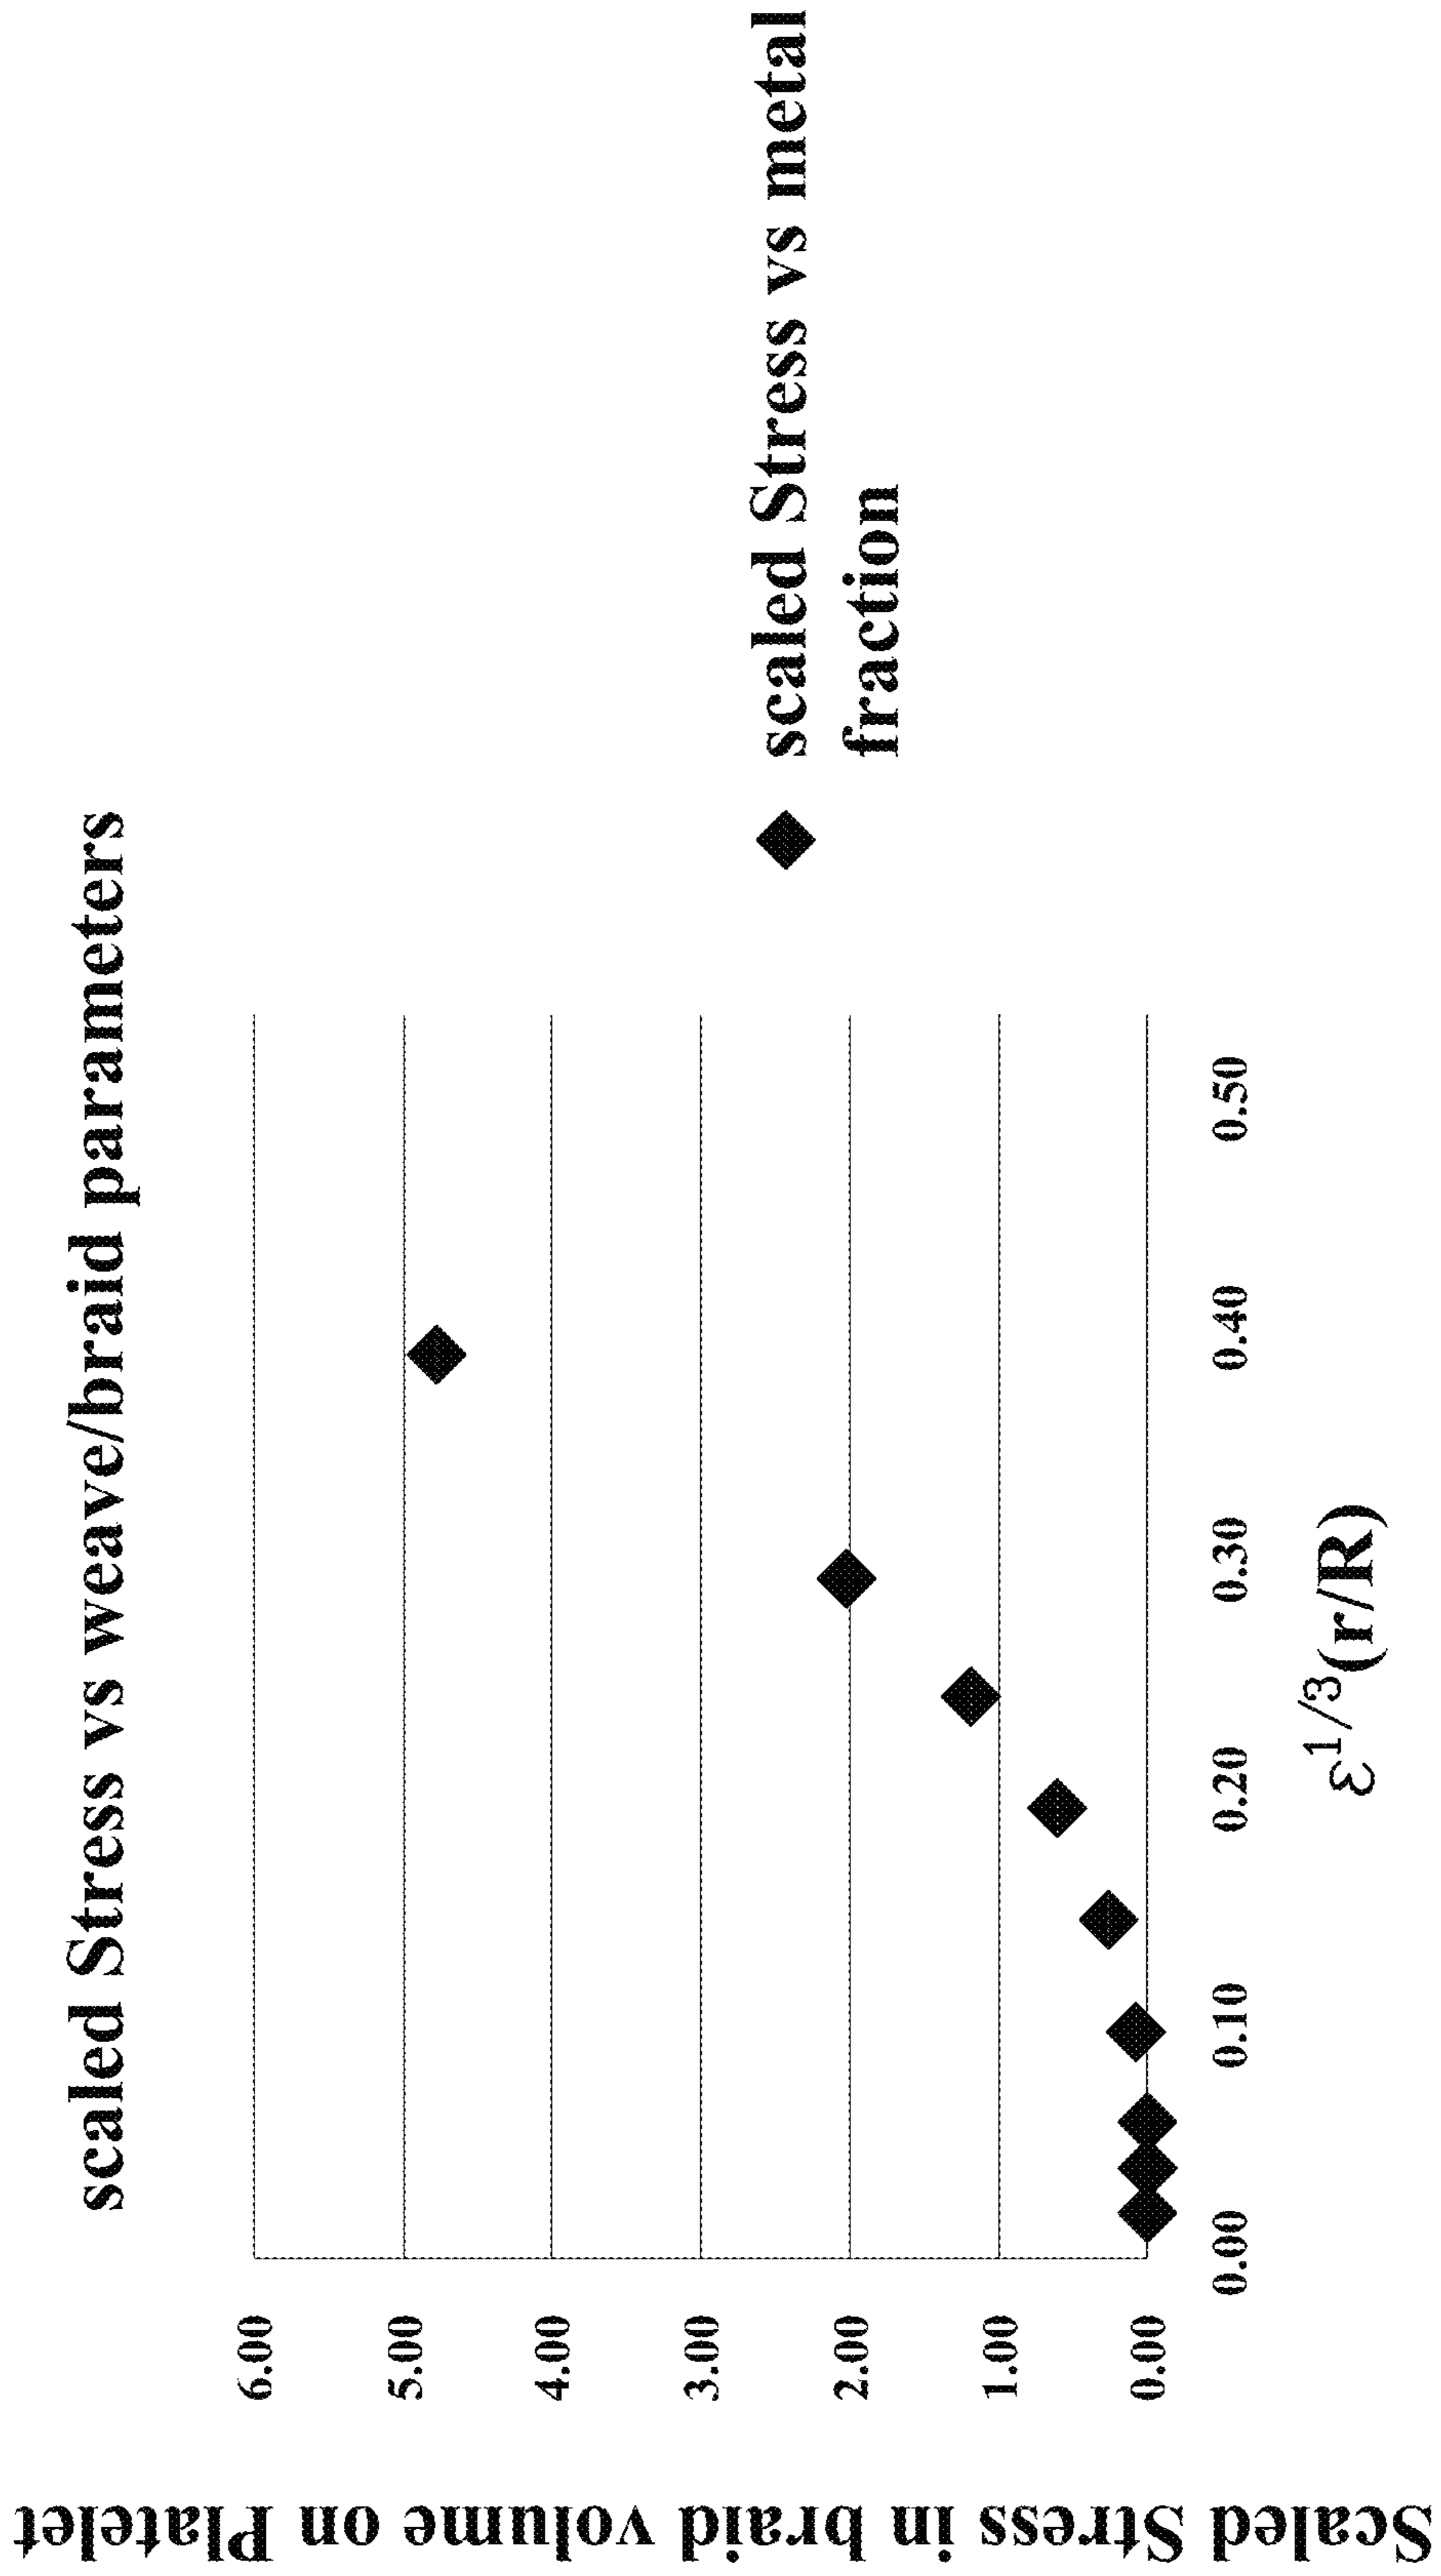 scaled Stress vs weave/braid parameters
Scaled Stress in braid volume on Platelet
6.00
5.00
4.00
3.00
2.00
1.00
0.00
0.00
0.10
0.20
0.30
0.40
0.50
ε^1/3(r/R)
scaled Stress vs metal
fraction